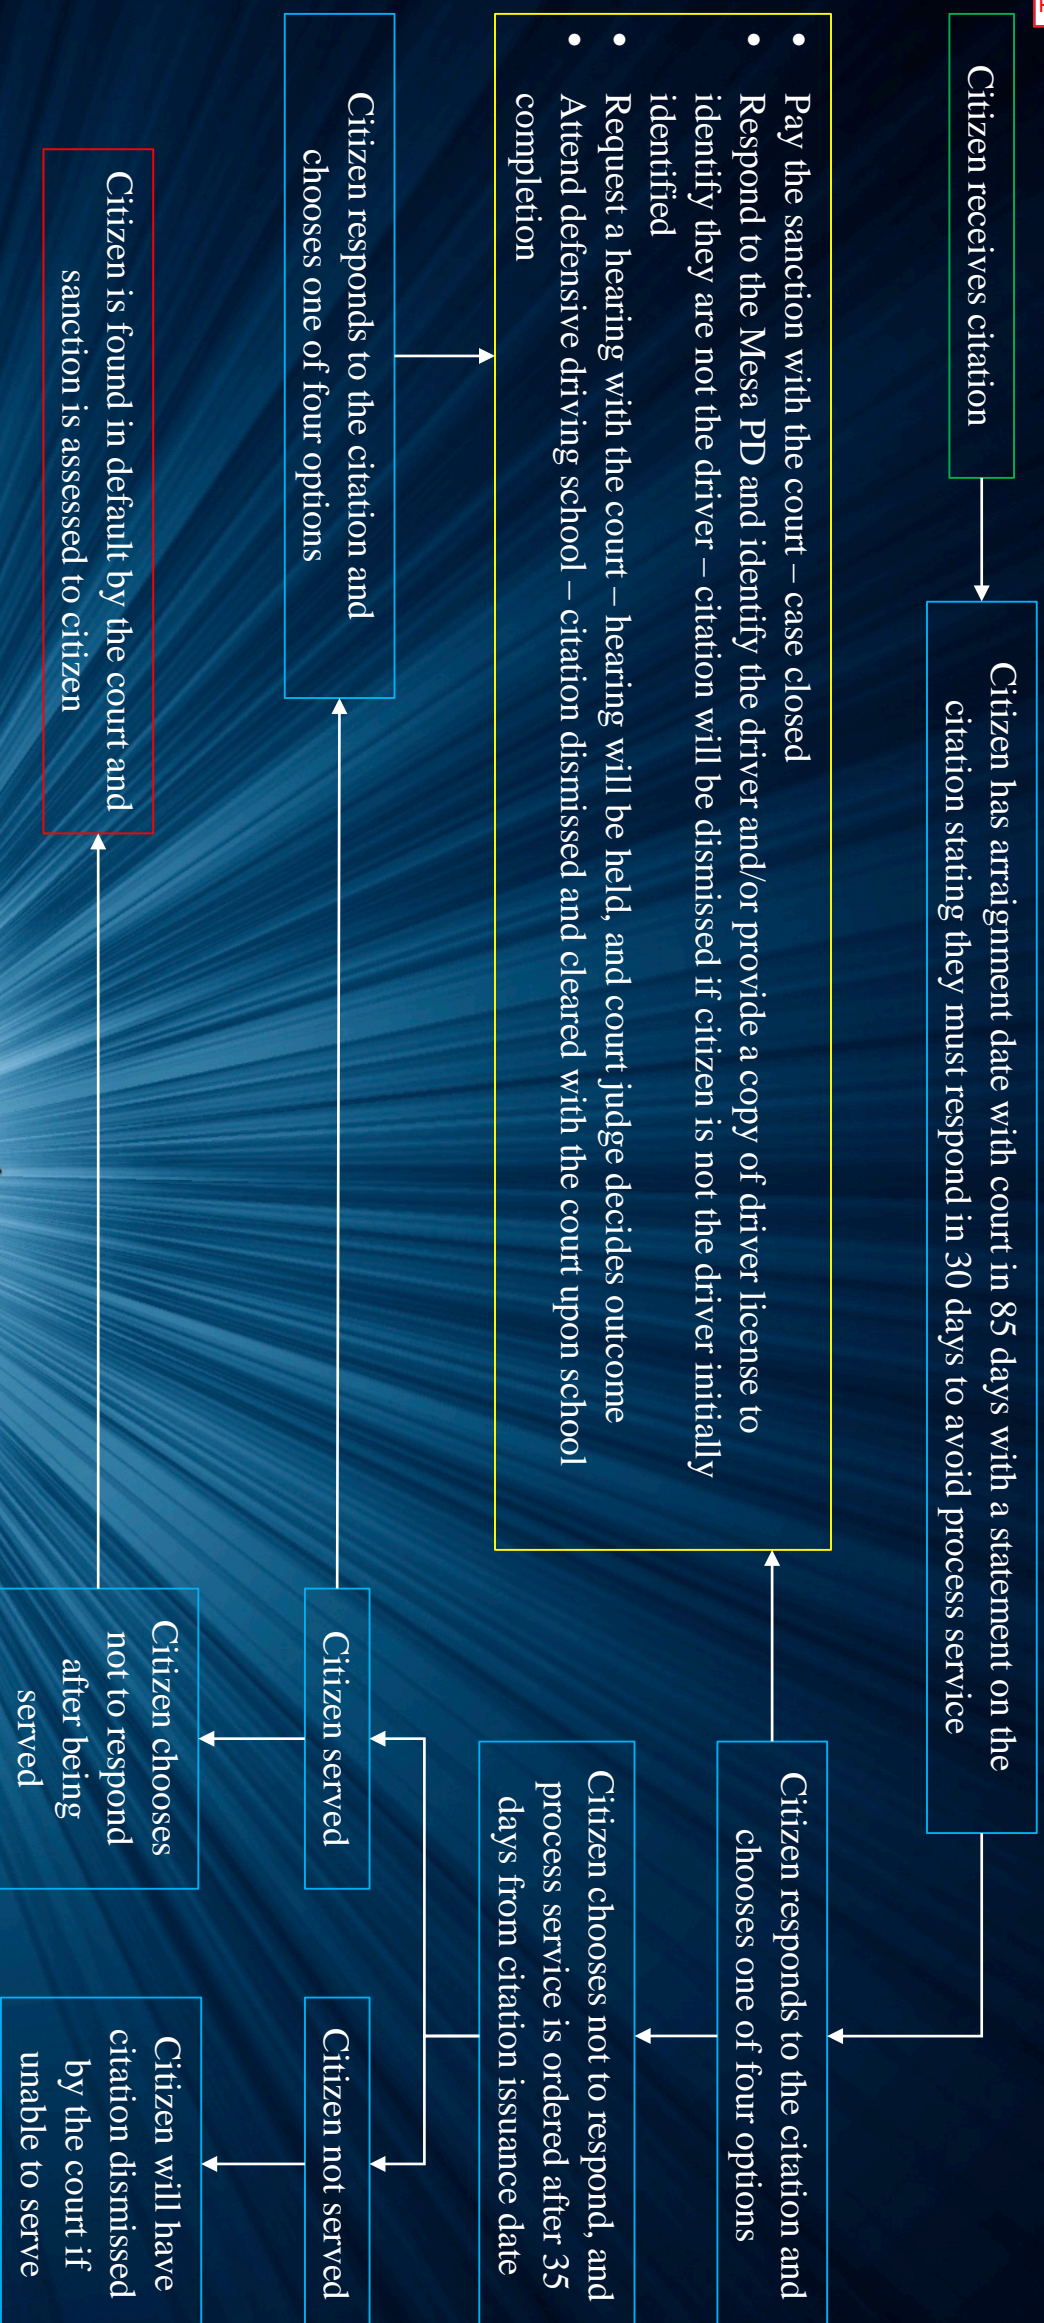 Citizen receives citation
Citizen has arraignment date with court in 85 days with a statement on the
citation stating they must respond in 30 days to avoid process service
Pay the sanction with the court – case closed
Respond to the Mesa PD and identify the driver and/or provide a copy of driver license to
identify they are not the driver – citation will be dismissed if citizen is not the driver initially
identified
Request a hearing with the court – hearing will be held, and court judge decides outcome
Attend defensive driving school – citation dismissed and cleared with the court upon school
completion
Citizen responds to the citation and
chooses one of four options
Citizen responds to the citation and
chooses one of four options
Citizen chooses not to respond, and
process service is ordered after 35
days from citation issuance date
Citizen served
Citizen not served
Citizen is found in default by the court and
sanction is assessed to citizen
Citizen chooses
not to respond
after being
served
Citizen will have
citation dismissed
by the court if
unable to serve